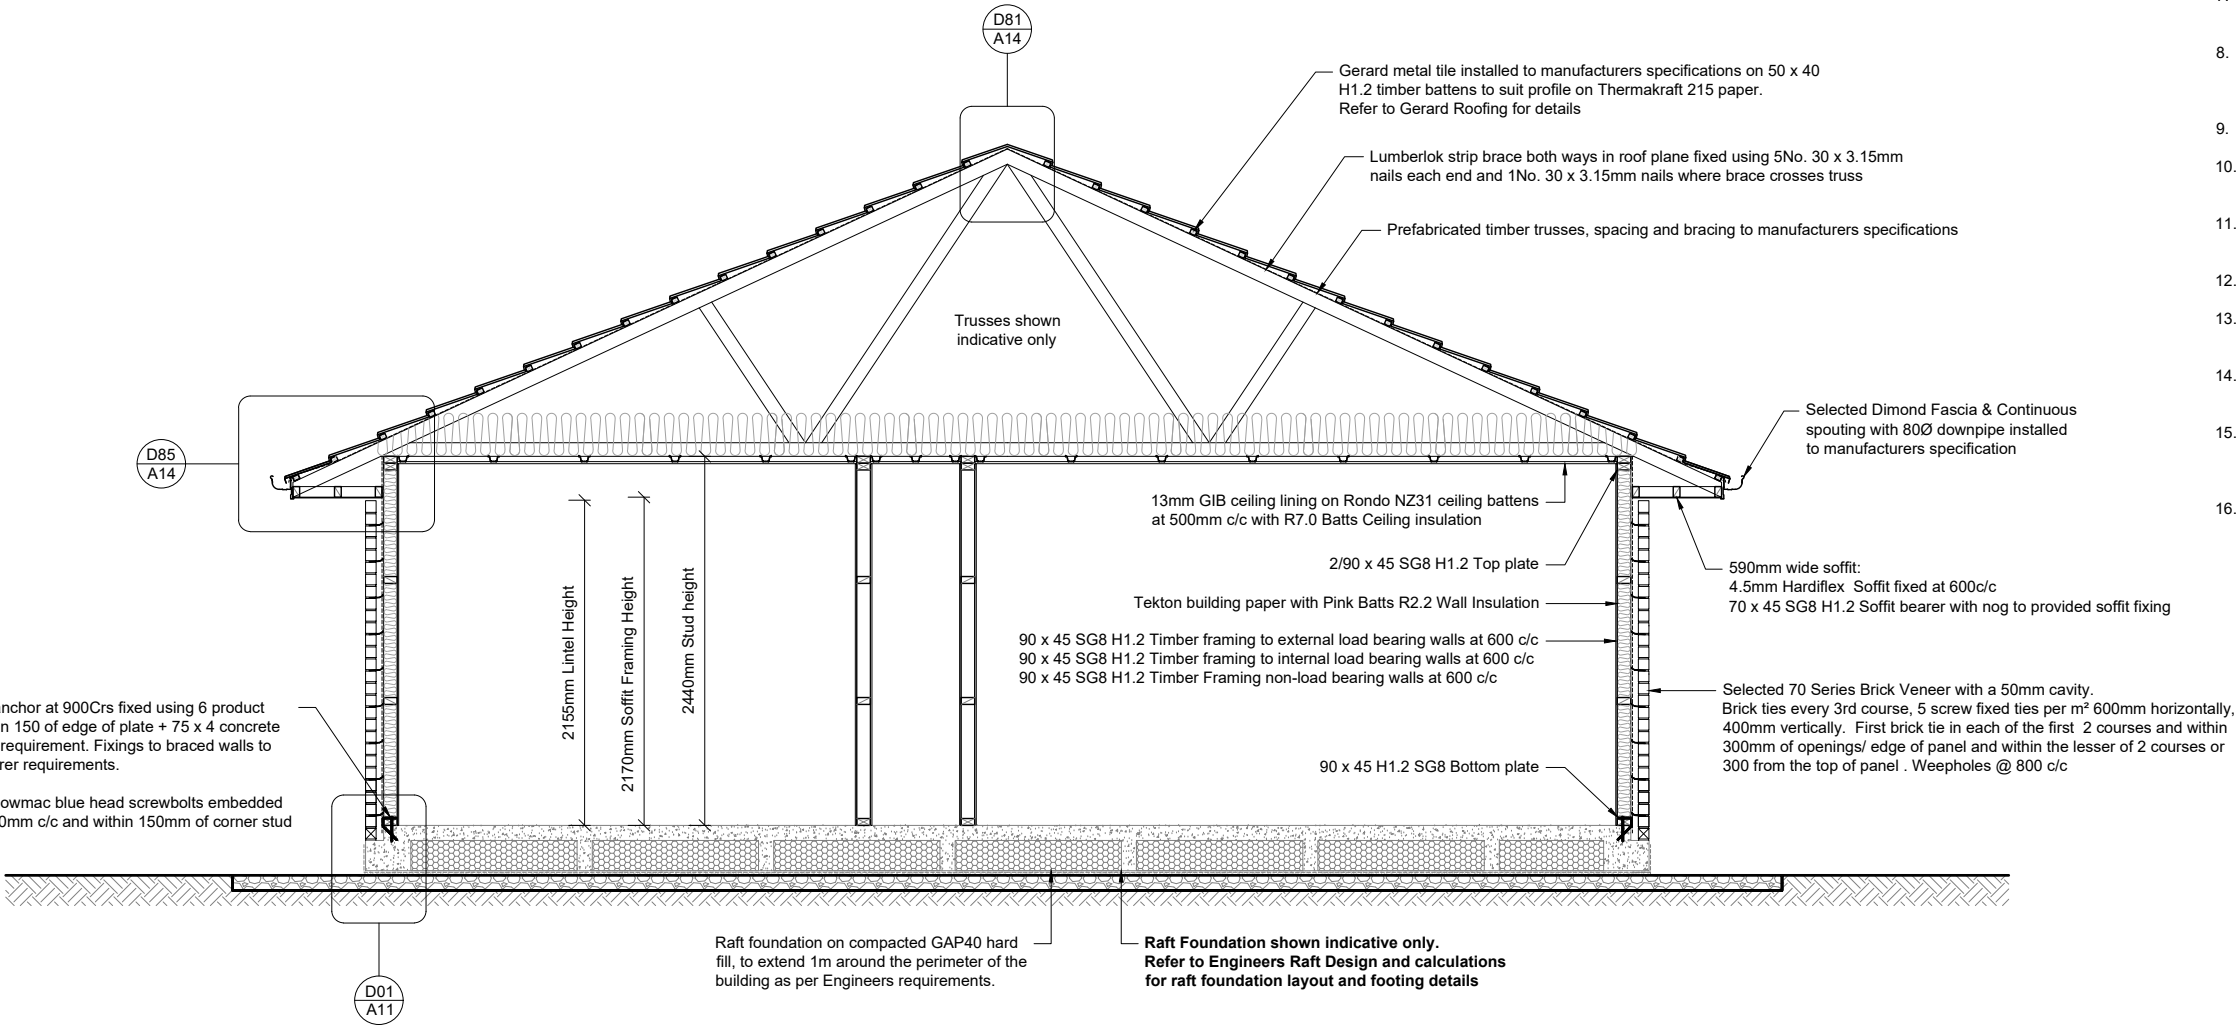 D81
A14
8.
9.
10.
11.
12.
13.
14.
15.
16.
Gerard metal tile installed to manufacturers specifications on 50 x 40
H1.2 timber battens to suit profile on Thermakraft 215 paper.
Refer to Gerard Roofing for details
Lumberlok strip brace both ways in roof plane fixed using 5No. 30 x 3.15mm
nails each end and 1No. 30 x 3.15mm nails where brace crosses truss
Prefabricated timber trusses, spacing and bracing to manufacturers specifications
Trusses shown
indicative only
Selected Dimond Fascia & Continuous
spouting with 80Ø downpipe installed
to manufacturers specification
D85
A14
13mm GIB ceiling lining on Rondo NZ31 ceiling battens
at 500mm c/c with R7.0 Batts Ceiling insulation
2/90 x 45 SG8 H1.2 Top plate
Tekton building paper with Pink Batts R2.2 Wall Insulation
90 x 45 SG8 H1.2 Timber framing to external load bearing walls at 600 c/c
90 x 45 SG8 H1.2 Timber framing to internal load bearing walls at 600 c/c
90 x 45 SG8 H1.2 Timber Framing non-load bearing walls at 600 c/c
590mm wide soffit:
4.5mm Hardiflex Soffit fixed at 600c/c
70 x 45 SG8 H1.2 Soffit bearer with nog to provided soffit fixing
2155mm Lintel Height
2170mm Soffit Framing Height
2440mm Stud height
nchor at 900Crs fixed using 6 product
n 150 of edge of plate + 75 x 4 concrete
requirement. Fixings to braced walls to
rer requirements.
owmac blue head screwbolts embedded
0mm c/c and within 150mm of corner stud
Selected 70 Series Brick Veneer with a 50mm cavity.
Brick ties every 3rd course, 5 screw fixed ties per m² 600mm horizontally,
400mm vertically. First brick tie in each of the first 2 courses and within
300mm of openings/ edge of panel and within the lesser of 2 courses or
300 from the top of panel . Weepholes @ 800 c/c
90 x 45 H1.2 SG8 Bottom plate
Raft foundation on compacted GAP40 hard
fill, to extend 1m around the perimeter of the
building as per Engineers requirements.
Raft Foundation shown indicative only.
Refer to Engineers Raft Design and calculations
for raft foundation layout and footing details
D01
A11